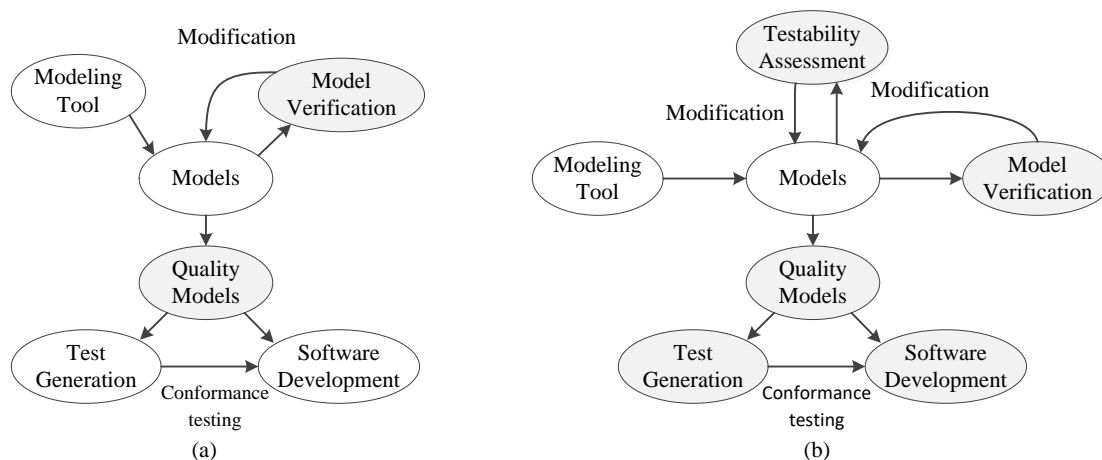 Modification
Modeling
Tool
Model
Verification
Models
Quality
Models
Test
Generation
Software
Development
Conformance
testing
(a)
Testability
Assessment
Modification
Modification
Modeling
Tool
Models
Model
Verification
Quality
Models
Test
Generation
Software
Development
Conformance
testing
(b)